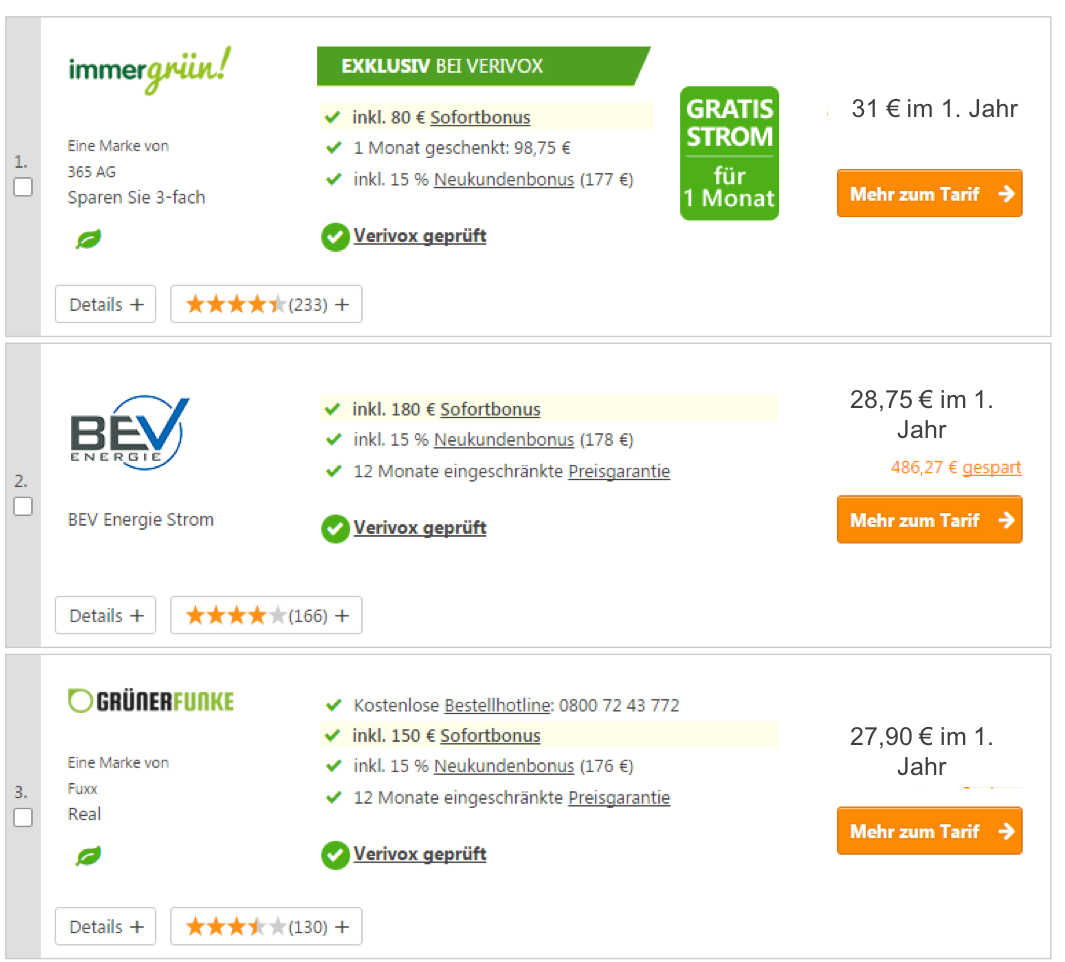 immergrün!
EXKLUSIV BEI VERIVOX
inkl. 80 € Sofortbonus
1 Monat geschenkt: 98,75 €
inkl. 15 % Neukundenbonus (177 €)
GRATIS
STROM
für
1 Monat
31 € im 1. Jahr
Eine Marke von
365 AG
Sparen Sie 3-fach
1.
Mehr zum Tarif
Verivox geprüft
Details +
(233) +
BEV
ENERGIE
inkl. 180 € Sofortbonus
inkl. 15 % Neukundenbonus (178 €)
12 Monate eingeschränkte Preisgarantie
28,75 € im 1.
Jahr
486,27 € gespart
2.
BEV Energie Strom
Verivox geprüft
Mehr zum Tarif
Details +
(166) +
GRÜNERFUNKE
Kostenlose Bestellhotline: 0800 72 43 772
inkl. 150 € Sofortbonus
inkl. 15 % Neukundenbonus (176 €)
12 Monate eingeschränkte Preisgarantie
27,90 € im 1.
Jahr
Eine Marke von
Fuxx
Real
3.
Verivox geprüft
Mehr zum Tarif
Details +
(130) +